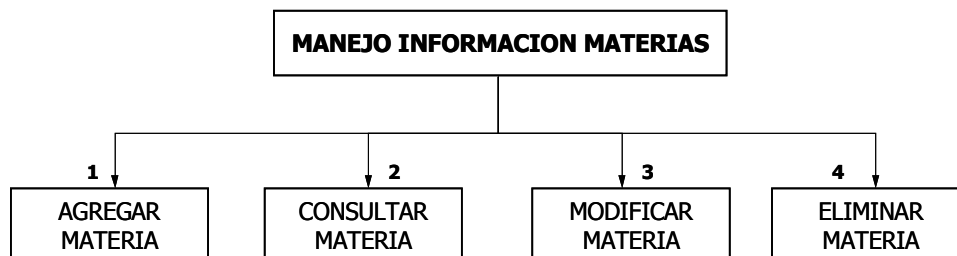 MANEJO INFORMACION MATERIAS
1
2
3
4
AGREGAR
MATERIA
CONSULTAR
MATERIA
MODIFICAR
MATERIA
ELIMINAR
MATERIA